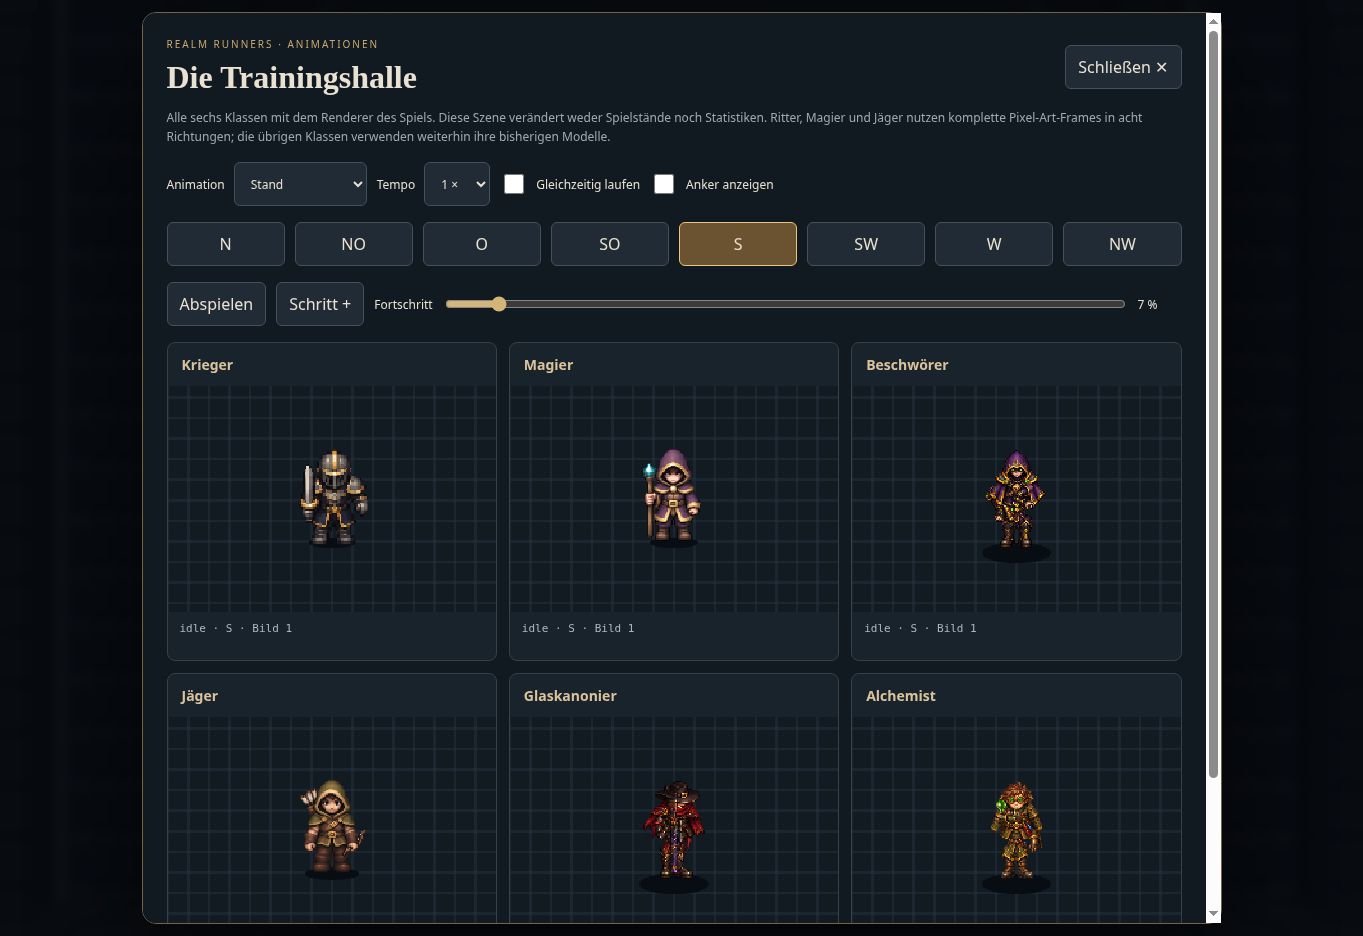 REALM RUNNERS · ANIMATIONEN
Die Trainingshalle
Schließen ✕
Alle sechs Klassen mit dem Renderer des Spiels. Diese Szene verändert weder Spielstände noch Statistiken. Ritter, Magier und Jäger nutzen komplette Pixel-Art-Frames in acht
Richtungen; die übrigen Klassen verwenden weiterhin ihre bisherigen Modelle.
Animation Stand Tempo 1 × Gleichzeitig laufen Anker anzeigen
N NO O SO S SW W NW
Abspielen Schritt + Fortschritt 7 %
Krieger Magier Beschwörer
idle · S · Bild 1 idle · S · Bild 1 idle · S · Bild 1
Jäger Glaskanonier Alchemist